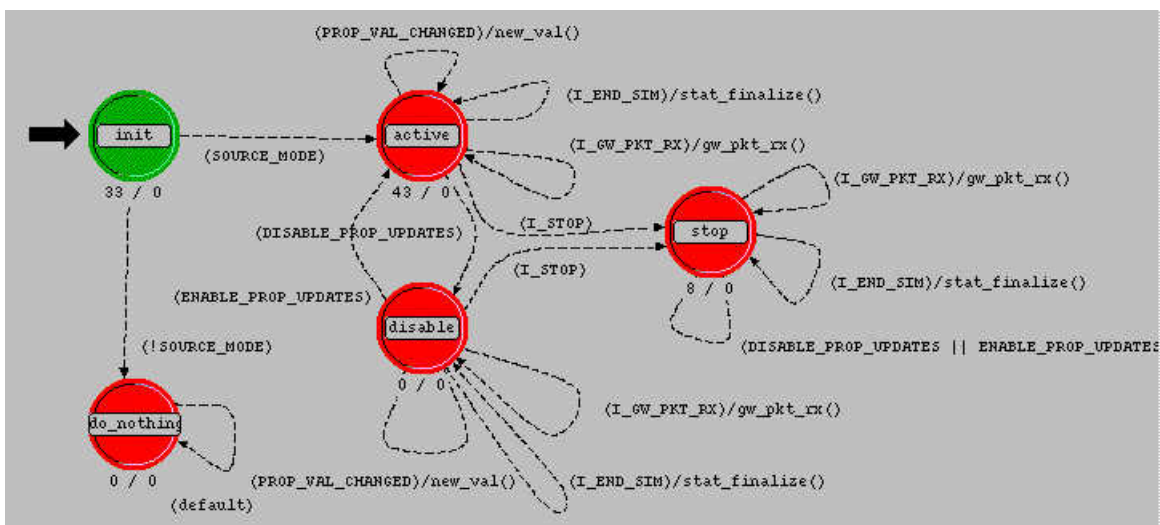 (PROP_VAL_CHANGED)/new_val()
(I_END_SIM)/stat_finalize()
init
active
(I_GW_PKT_RX)/gw_pkt_rx()
(SOURCE_MODE)
33 / 0
43 / 0
(I_GW_PKT_RX)/gw_pkt_rx()
(I_STOP)
stop
(DISABLE_PROP_UPDATES)
(I_STOP)
8 / 0
(I_END_SIM)/stat_finalize()
(ENABLE_PROP_UPDATES)
disable
(!SOURCE_MODE)
(DISABLE_PROP_UPDATES || ENABLE_PROP_UPDATES
0 / 0
(I_GW_PKT_RX)/gw_pkt_rx()
do_nothing
0 / 0
(PROP_VAL_CHANGED)/new_val()
(I_END_SIM)/stat_finalize()
(default)